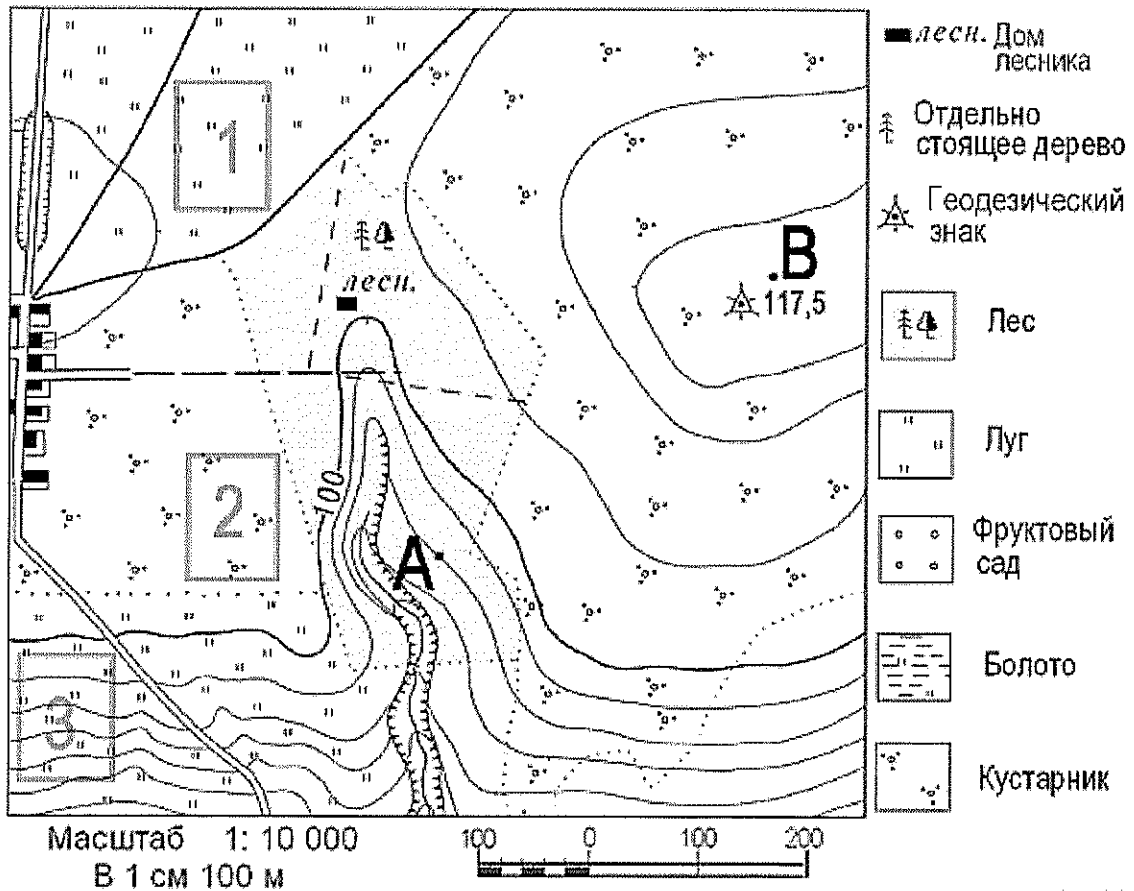 1
лесн.
.В
117,5
100
2
А
3
лесн. Дом
лесника
Отдельно
стоящее дерево
Геодезический
знак
Лес
Луг
Фруктовый
сад
Болото
Кустарник
Масштаб 1: 10 000
В 1 см 100 м
100 0 200